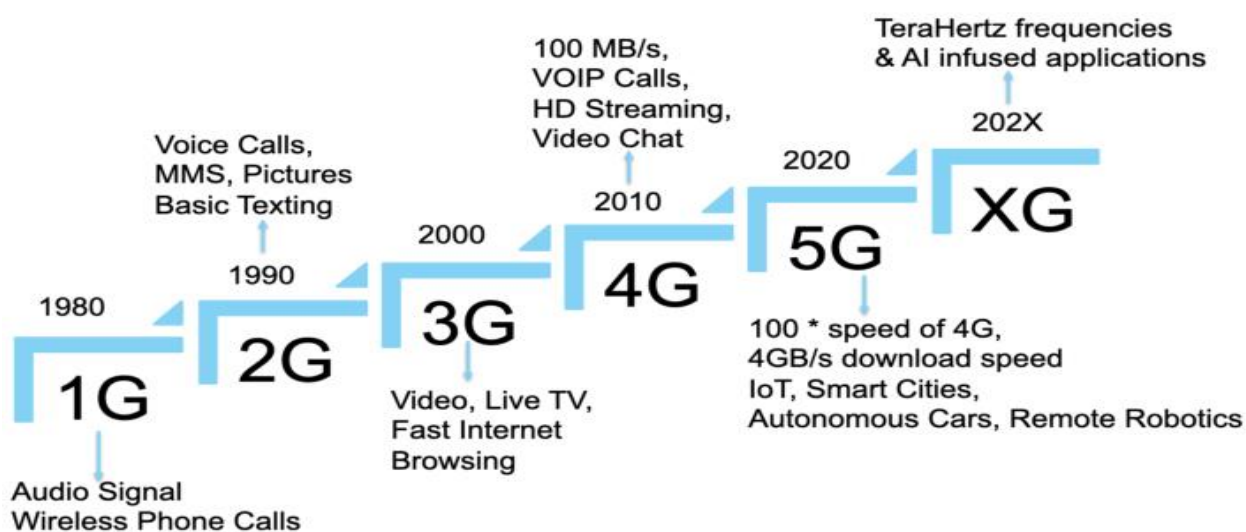 1980
1G
Audio Signal
Wireless Phone Calls
Voice Calls,
MMS, Pictures
Basic Texting
1990
2G
2000
3G
Video, Live TV,
Fast Internet
Browsing
100 MB/s,
VOIP Calls,
HD Streaming,
Video Chat
2010
4G
2020
5G
100 * speed of 4G,
4GB/s download speed
IoT, Smart Cities,
Autonomous Cars, Remote Robotics
TeraHertz frequencies
& AI infused applications
202X
XG